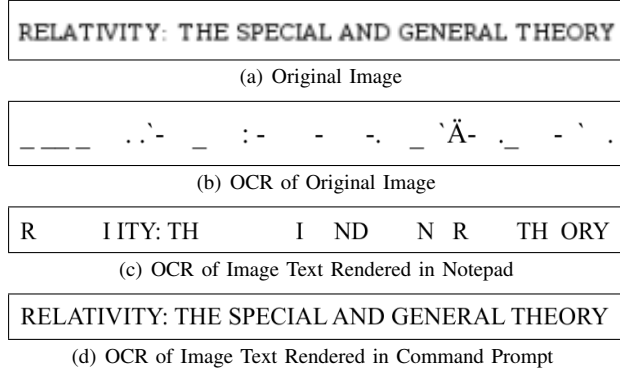 RELATIVITY: THE SPECIAL AND GENERAL THEORY
(a) Original Image
_ __ _ . .`- _ : - - -. _ `Ä- ._ - ` .
(b) OCR of Original Image
R I ITY: TH I ND N R TH ORY
(c) OCR of Image Text Rendered in Notepad
RELATIVITY: THE SPECIAL AND GENERAL THEORY
(d) OCR of Image Text Rendered in Command Prompt